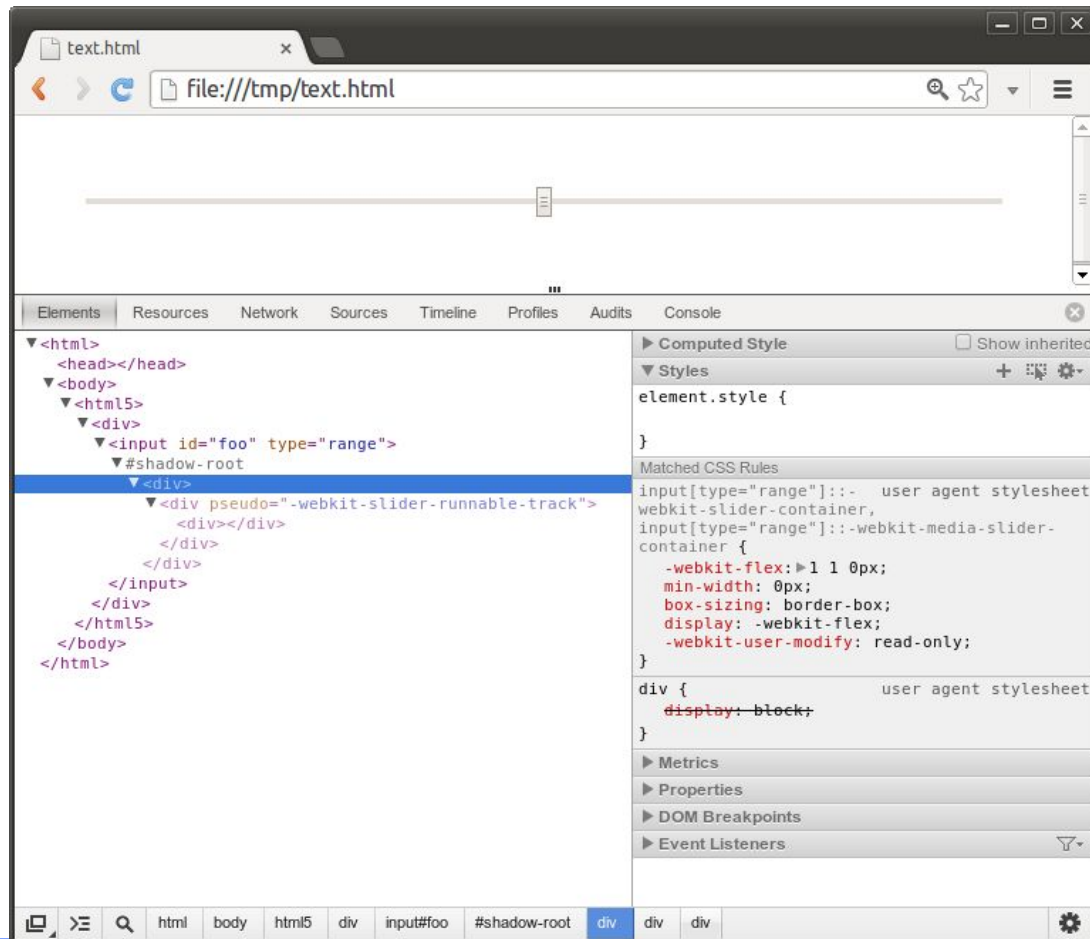 text.html
file:///tmp/text.html
Elements Resources Network Sources Timeline Profiles Audits Console
<html>
<head></head>
<body>
<html5>
<div>
<input id="foo" type="range">
#shadow-root
<div>
<div pseudo="-webkit-slider-runnable-track">
<div></div>
</div>
</div>
</input>
</div>
</html5>
</body>
</html>
Computed Style Show inherited
Styles
element.style {
}
Matched CSS Rules
input[type="range"]::- user agent stylesheet
webkit-slider-container,
input[type="range"]::-webkit-media-slider-
container {
-webkit-flex: 1 1 0px;
min-width: 0px;
box-sizing: border-box;
display: -webkit-flex;
-webkit-user-modify: read-only;
}
div { user agent stylesheet
display: block;
}
Metrics
Properties
DOM Breakpoints
Event Listeners
html body html5 div input#foo #shadow-root div div div